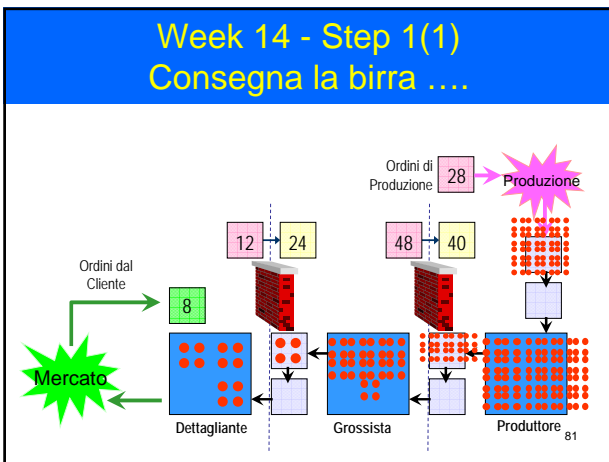 Week 14 - Step 1(1)
Consegna la birra ….
Ordini di
Produzione
28
Produzione
12
24
48
40
Ordini dal
Cliente
8
Mercato
Dettagliante
Grossista
Produttore
81